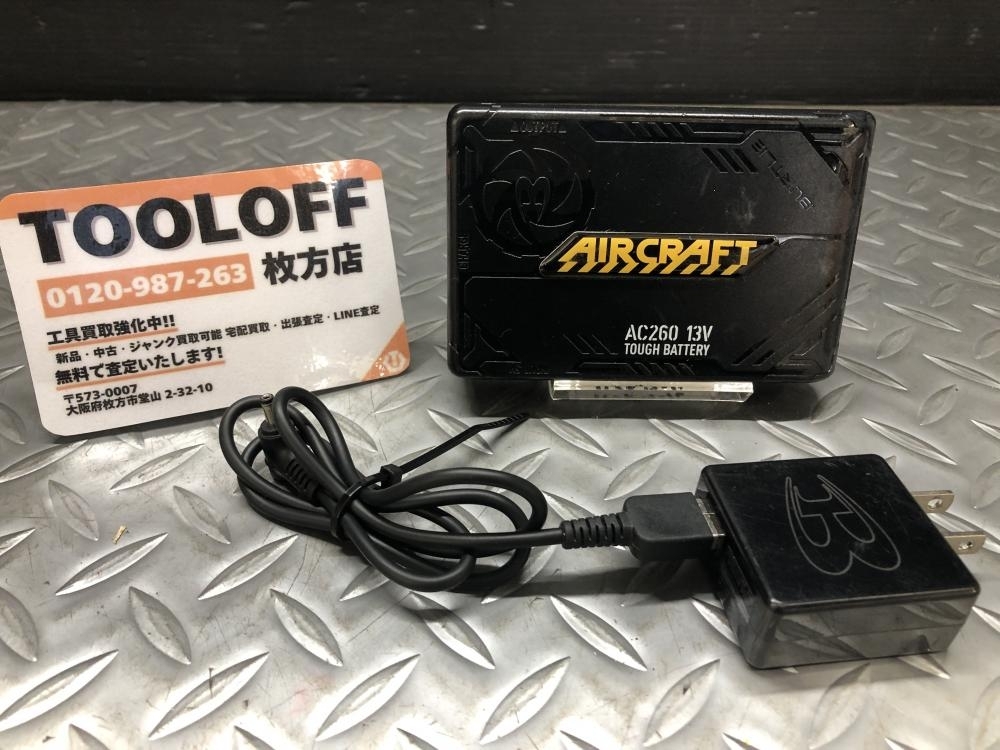 TOOLOFF
0120-987-263 枚方店
工具買取強化中!!
新品・中古・ジャンク買取可能 宅配買取・出張査定・LINE査定
無料で査定いたします!
〒573-0007
大阪府枚方市堂山 2-32-10
OUTPUT
BURTLE
AIRCRAFT
AC260 13V
TOUGH BATTERY